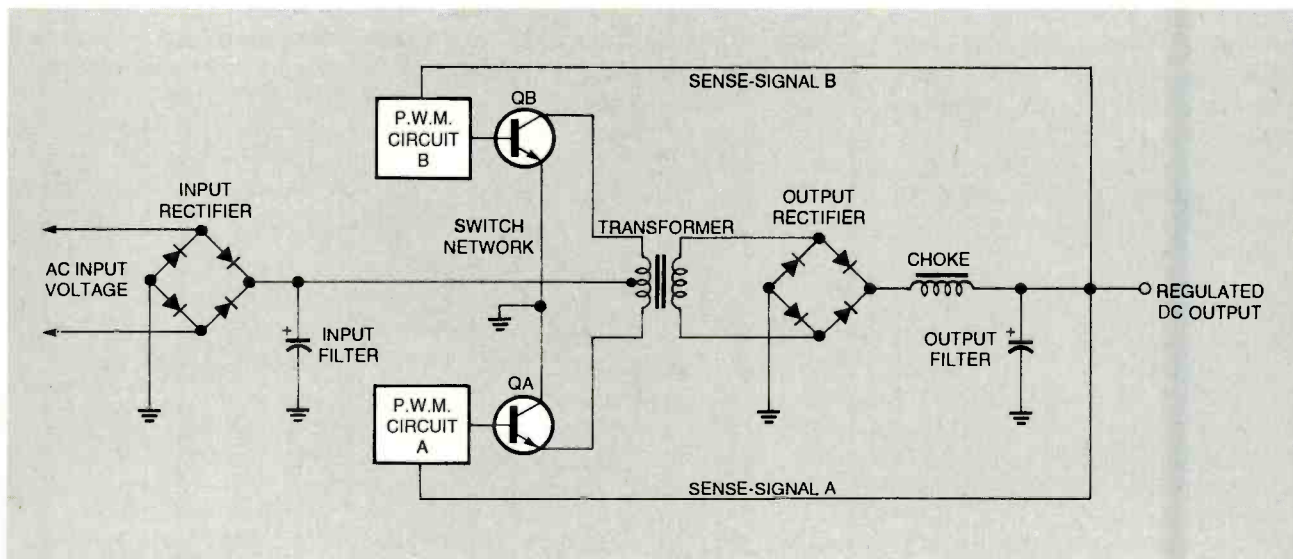 SENSE-SIGNAL B
P.W.M.
CIRCUIT
B
QB
INPUT
RECTIFIER
SWITCH
NETWORK
TRANSFORMER
OUTPUT
RECTIFIER
CHOKE
AC INPUT
VOLTAGE
REGULATED
DC OUTPUT
+
INPUT
FILTER
+
OUTPUT
FILTER
QA
P.W.M.
CIRCUIT
A
SENSE-SIGNAL A